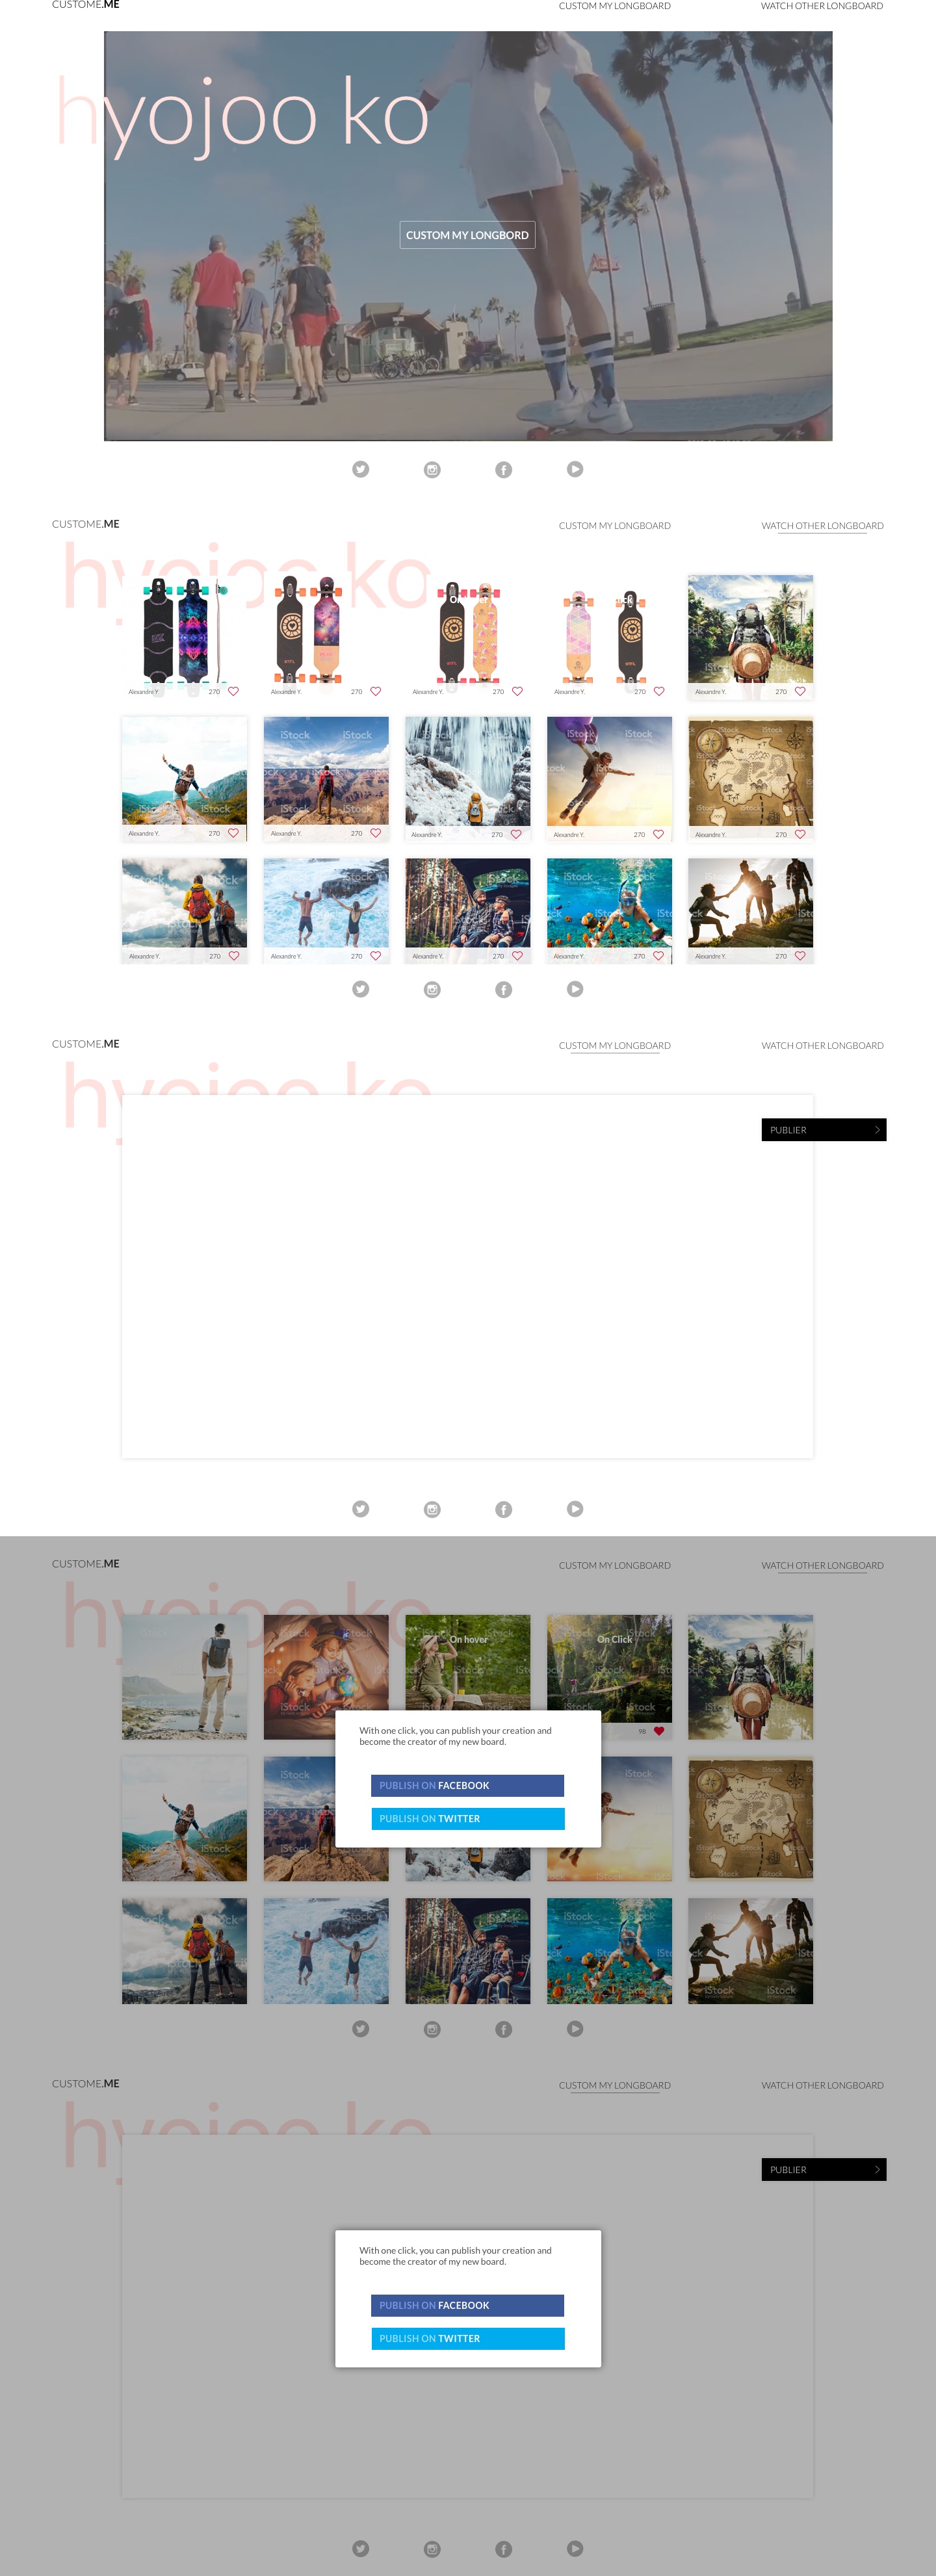 CUSTOME.ME
CUSTOM MY LONGBOARD
WATCH OTHER LONGBOARD
hyojoo ko
CUSTOM MY LONGBORD
CUSTOME.ME
CUSTOM MY LONGBOARD
WATCH OTHER LONGBOARD
hyojoo ko
Alexandre Y 270
Alexandre Y. 270
Alexandre Y. 270
Alexandre Y. 270
Alexandre Y. 270
iStock
Alexandre Y. 270
Alexandre Y. 270
Alexandre Y. 270
Alexandre Y. 270
Alexandre Y. 270
Alexandre Y. 270
Alexandre Y. 270
Alexandre Y. 270
Alexandre Y. 270
Alexandre Y. 270
CUSTOME.ME
CUSTOM MY LONGBOARD
WATCH OTHER LONGBOARD
hyojoo ko
PUBLIER
CUSTOME.ME
CUSTOM MY LONGBOARD
WATCH OTHER LONGBOARD
hyojoo ko
On hover
On Click
98
With one click, you can publish your creation and
become the creator of my new board.
PUBLISH ON FACEBOOK
PUBLISH ON TWITTER
CUSTOME.ME
CUSTOM MY LONGBOARD
WATCH OTHER LONGBOARD
hyojoo ko
PUBLIER
With one click, you can publish your creation and
become the creator of my new board.
PUBLISH ON FACEBOOK
PUBLISH ON TWITTER